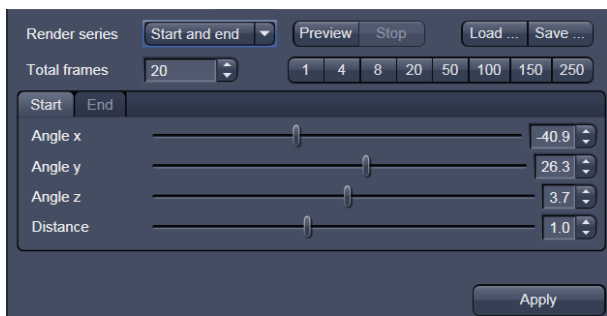 Render series Start and end Preview Stop Load ... Save ...
Total frames 20 1 4 8 20 50 100 150 250
Start End
Angle x -40.9
Angle y 26.3
Angle z 3.7
Distance 1.0
Apply